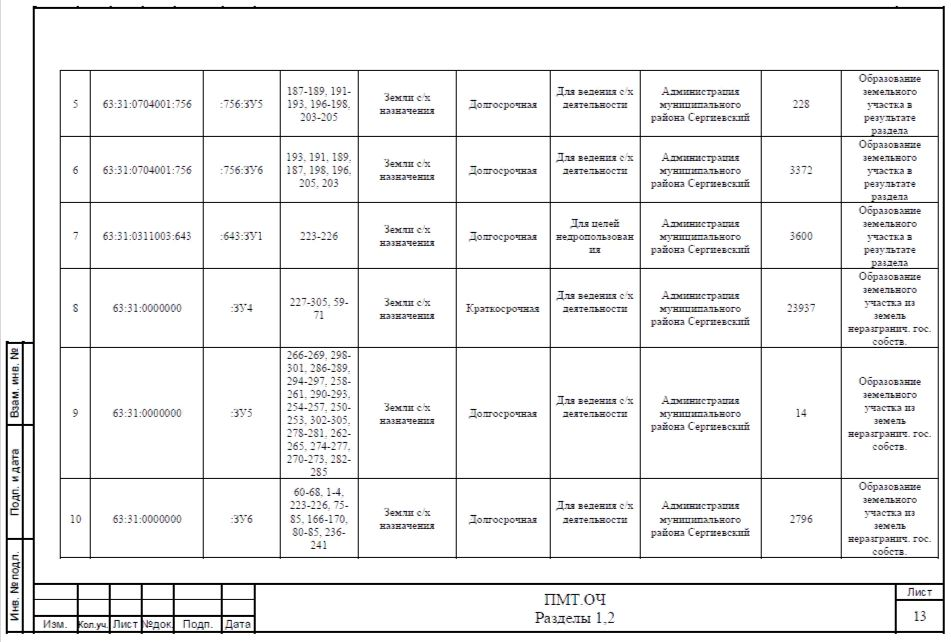 5
63:31:0704001:756
:756:ЗУ5
187-189, 191-
193, 196-198,
203-205
Земли с/х
назначения
Долгосрочная
Для ведения с/х
деятельности
Администрация
муниципального
района Сергиевский
228
Образование
земельного
участка в
результате
раздела
6
63:31:0704001:756
:756:ЗУ6
193, 191, 189,
187, 198, 196,
205, 203
Земли с/х
назначения
Долгосрочная
Для ведения с/х
деятельности
Администрация
муниципального
района Сергиевский
3372
Образование
земельного
участка в
результате
раздела
7
63:31:0311003:643
:643:ЗУ1
223-226
Земли с/х
назначения
Долгосрочная
Для целей
недропользован
ия
Администрация
муниципального
района Сергиевский
3600
Образование
земельного
участка в
результате
раздела
8
63:31:0000000
:ЗУ4
227-305, 59-
71
Земли с/х
назначения
Краткосрочная
Для ведения с/х
деятельности
Администрация
муниципального
района Сергиевский
23937
Образование
земельного
участка из
земель
неразгранич. гос.
собств.
9
63:31:0000000
:ЗУ5
266-269, 298-
301, 286-289,
294-297, 258-
261, 290-293,
254-257, 250-
253, 302-305,
278-281, 262-
265, 274-277,
270-273, 282-
285
Земли с/х
назначения
Долгосрочная
Для ведения с/х
деятельности
Администрация
муниципального
района Сергиевский
14
Образование
земельного
участка из
земель
неразгранич. гос.
собств.
10
63:31:0000000
:ЗУ6
60-68, 1-4,
223-226, 75-
85, 166-170,
80-85, 236-
241
Земли с/х
назначения
Долгосрочная
Для ведения с/х
деятельности
Администрация
муниципального
района Сергиевский
2796
Образование
земельного
участка из
земель
неразгранич. гос.
собств.
Взам. инв. №
Подп. и дата
Инв. № подл.
Изм.
Кол.уч.
Лист
№док.
Подп.
Дата
ПМТ.ОЧ
Разделы 1,2
Лист
13